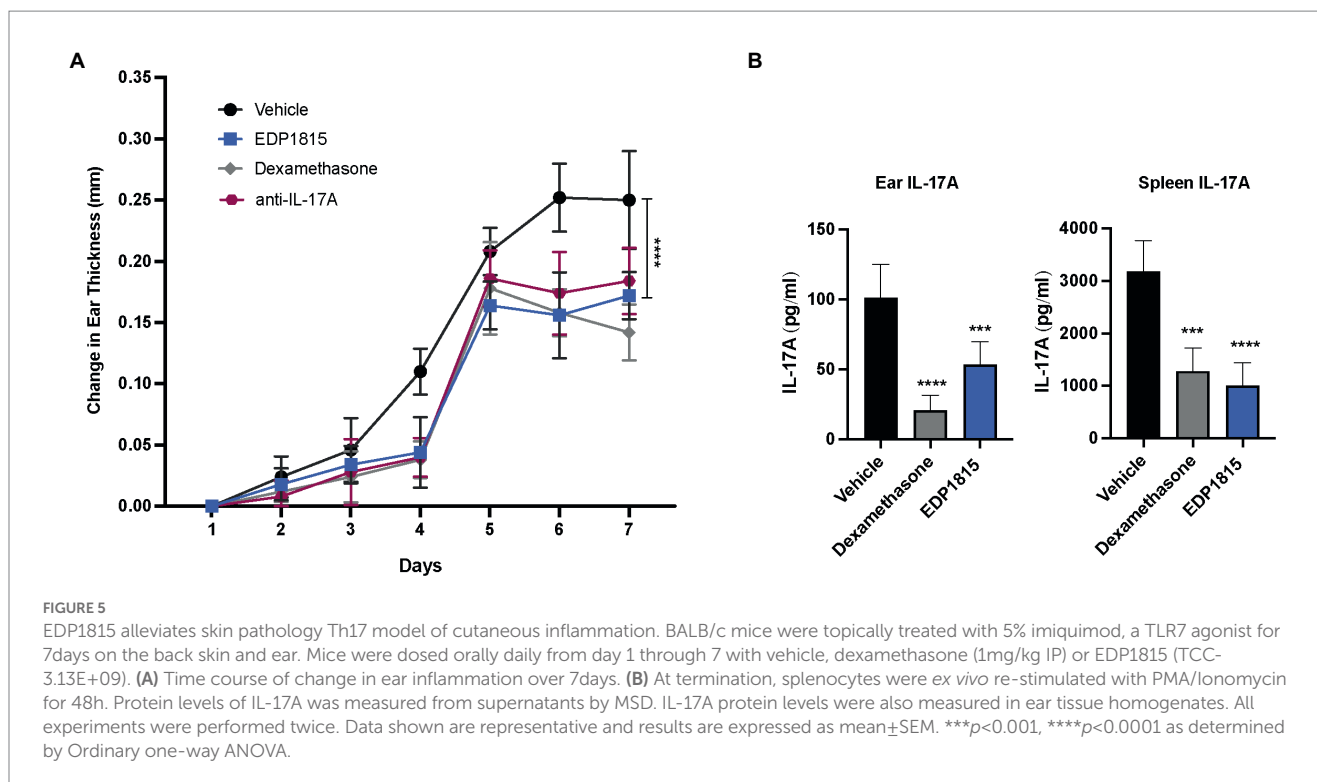 A
0.35
0.30
0.25
0.20
0.15
0.10
0.05
0.00
Change in Ear Thickness (mm)
Vehicle
EDP1815
Dexamethasone
anti-IL-17A
****
1 2 3 4 5 6 7
Days
B
Ear IL-17A
150
100
50
0
IL-17A (pg/ml)
****
***
Vehicle
Dexamethasone
EDP1815
Spleen IL-17A
4000
3000
2000
1000
0
IL-17A (pg/ml)
***
****
Vehicle
Dexamethasone
EDP1815
FIGURE 5
EDP1815 alleviates skin pathology Th17 model of cutaneous inflammation. BALB/c mice were topically treated with 5% imiquimod, a TLR7 agonist for
7days on the back skin and ear. Mice were dosed orally daily from day 1 through 7 with vehicle, dexamethasone (1mg/kg IP) or EDP1815 (TCC-
3.13E+09). (A) Time course of change in ear inflammation over 7days. (B) At termination, splenocytes were ex vivo re-stimulated with PMA/Ionomycin
for 48h. Protein levels of IL-17A was measured from supernatants by MSD. IL-17A protein levels were also measured in ear tissue homogenates. All
experiments were performed twice. Data shown are representative and results are expressed as mean±SEM. ***p<0.001, ****p<0.0001 as determined
by Ordinary one-way ANOVA.